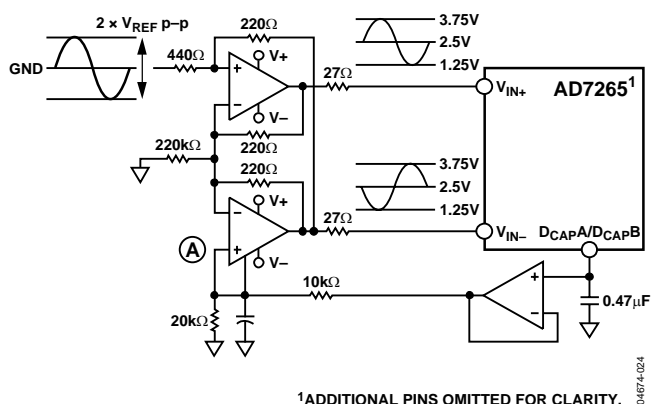 2 × VREF p–p
GND
440Ω
220Ω
V+
+
–
V–
27Ω
3.75V
2.5V
1.25V
VIN+
AD7265¹
220kΩ
220Ω
220Ω
V+
–
+
V–
A
27Ω
3.75V
2.5V
1.25V
VIN–
DCAPA/DCAPB
10kΩ
20kΩ
+
–
0.47µF
¹ADDITIONAL PINS OMITTED FOR CLARITY.
04674-024